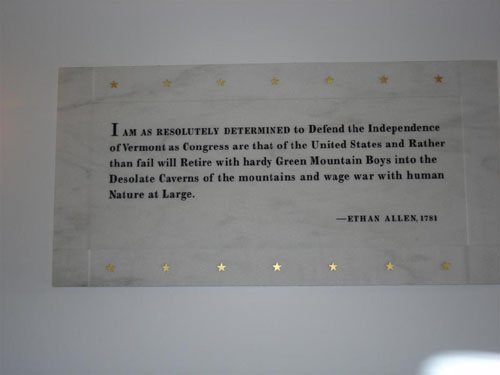 I AM AS RESOLUTELY DETERMINED to Defend the Independence
of Vermont as Congress are that of the United States and Rather
than fail will Retire with hardy Green Mountain Boys into the
Desolate Caverns of the mountains and wage war with human
Nature at Large.
—ETHAN ALLEN, 1781